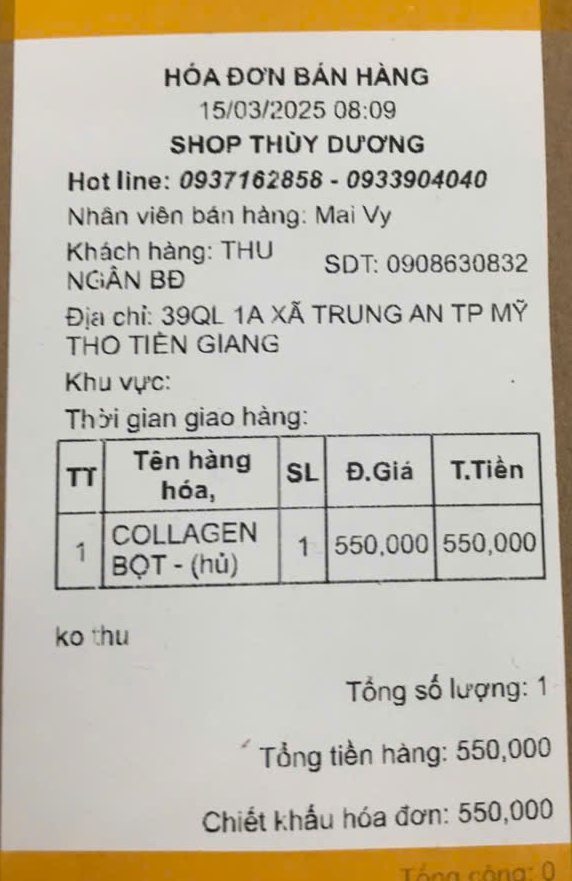 HÓA ĐƠN BÁN HÀNG
15/03/2025 08:09
SHOP THÙY DƯƠNG
Hot line: 0937162858 - 0933904040
Nhân viên bán hàng: Mai Vy
Khách hàng: THU NGÂN BĐ
SDT: 0908630832
Địa chỉ: 39QL 1A XÃ TRUNG AN TP MỸ
THO TIỀN GIANG
Khu vực:
Thời gian giao hàng:
TT Tên hàng hóa, SL Đ.Giá T.Tiền
1 COLLAGEN BỌT - (hủ) 1 550,000 550,000
ko thu
Tổng số lượng: 1
Tổng tiền hàng: 550,000
Chiết khấu hóa đơn: 550,000
Tổng cộng: 0